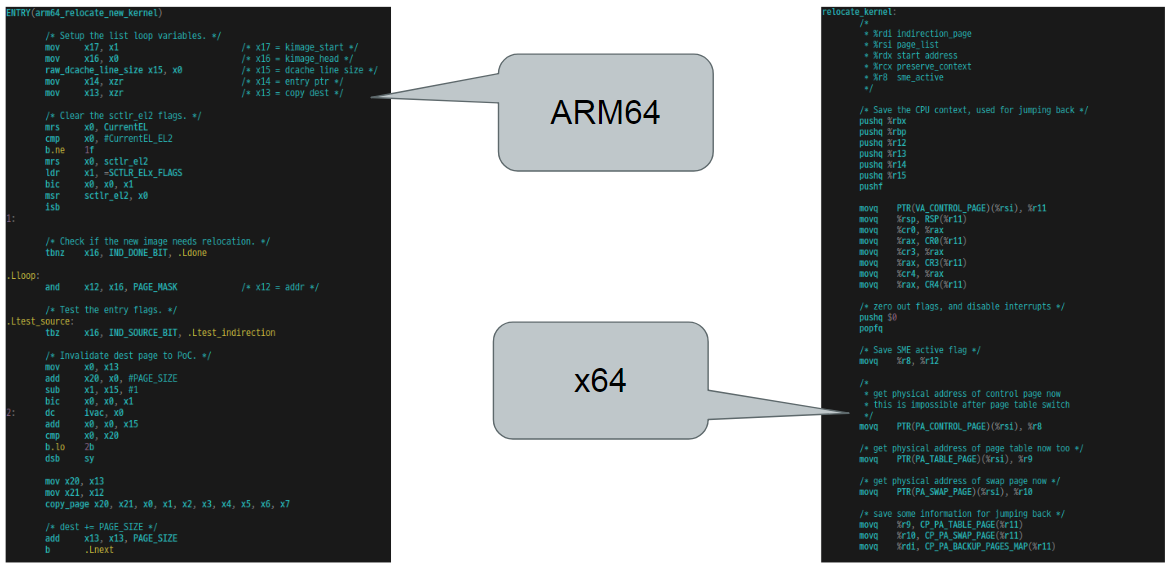 ENTRY(arm64_relocate_new_kernel)
/* Setup the list loop variables. */
mov x17, x1 /* x17 = kimage_start */
mov x16, x0 /* x16 = kimage_head */
raw_dcache_line_size x15, x0 /* x15 = dcache line size */
mov x14, xzr /* x14 = entry ptr */
mov x13, xzr /* x13 = copy dest */
/* Clear the sctlr_el2 flags. */
mrs x0, CurrentEL
cmp x0, #CurrentEL_EL2
b.ne 1f
mrs x0, sctlr_el2
ldr x1, =SCTLR_ELx_FLAGS
bic x0, x0, x1
msr sctlr_el2, x0
isb
1:
/* Check if the new image needs relocation. */
tbnz x16, IND_DONE_BIT, .Ldone
.Lloop:
and x12, x16, PAGE_MASK /* x12 = addr */
/* Test the entry flags. */
.Ltest_source:
tbz x16, IND_SOURCE_BIT, .Ltest_indirection
/* Invalidate dest page to PoC. */
mov x0, x13
add x20, x0, #PAGE_SIZE
sub x1, x15, #1
bic x0, x0, x1
2: dc ivac, x0
add x0, x0, x15
cmp x0, x20
b.lo 2b
dsb sy
mov x20, x13
mov x21, x12
copy_page x20, x21, x0, x1, x2, x3, x4, x5, x6, x7
/* dest += PAGE_SIZE */
add x13, x13, PAGE_SIZE
b .Lnext
ARM64
x64
relocate_kernel:
/*
* %rdi indirection_page
* %rsi page_list
* %rdx start address
* %rcx preserve_context
* %r8 sme_active
*/
/* Save the CPU context, used for jumping back */
pushq %rbx
pushq %rbp
pushq %r12
pushq %r13
pushq %r14
pushq %r15
pushf
movq PTR(VA_CONTROL_PAGE)(%rsi), %r11
movq %rsp, RSP(%r11)
movq %cr0, %rax
movq %rax, CR0(%r11)
movq %cr3, %rax
movq %rax, CR3(%r11)
movq %cr4, %rax
movq %rax, CR4(%r11)
/* zero out flags, and disable interrupts */
pushq $0
popfq
/* Save SME active flag */
movq %r8, %r12
/*
* get physical address of control page now
* this is impossible after page table switch
*/
movq PTR(PA_CONTROL_PAGE)(%rsi), %r8
/* get physical address of page table now too */
movq PTR(PA_TABLE_PAGE)(%rsi), %r9
/* get physical address of swap page now */
movq PTR(PA_SWAP_PAGE)(%rsi), %r10
/* save some information for jumping back */
movq %r9, CP_PA_TABLE_PAGE(%r11)
movq %r10, CP_PA_SWAP_PAGE(%r11)
movq %rdi, CP_PA_BACKUP_PAGES_MAP(%r11)